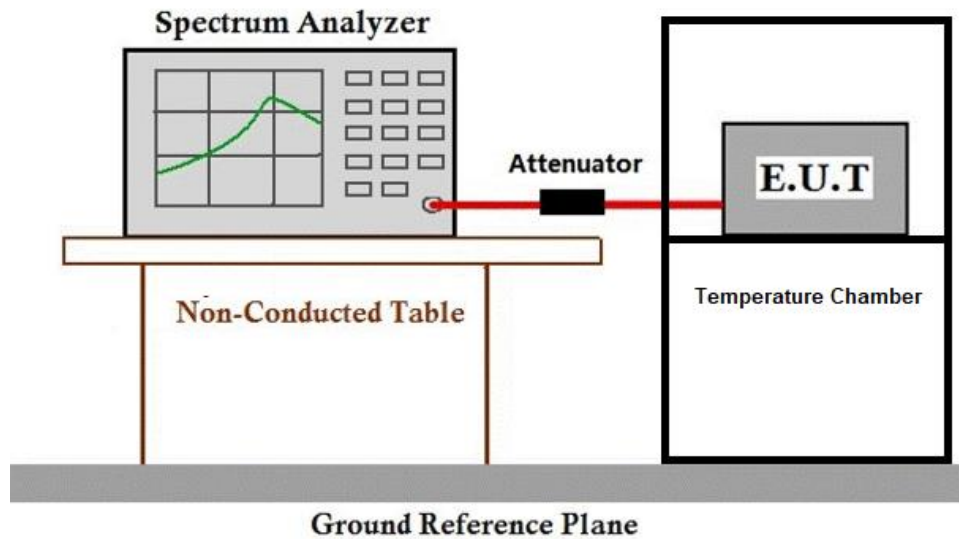 Spectrum Analyzer
Attenuator
E.U.T
Temperature Chamber
Non-Conducted Table
Ground Reference Plane